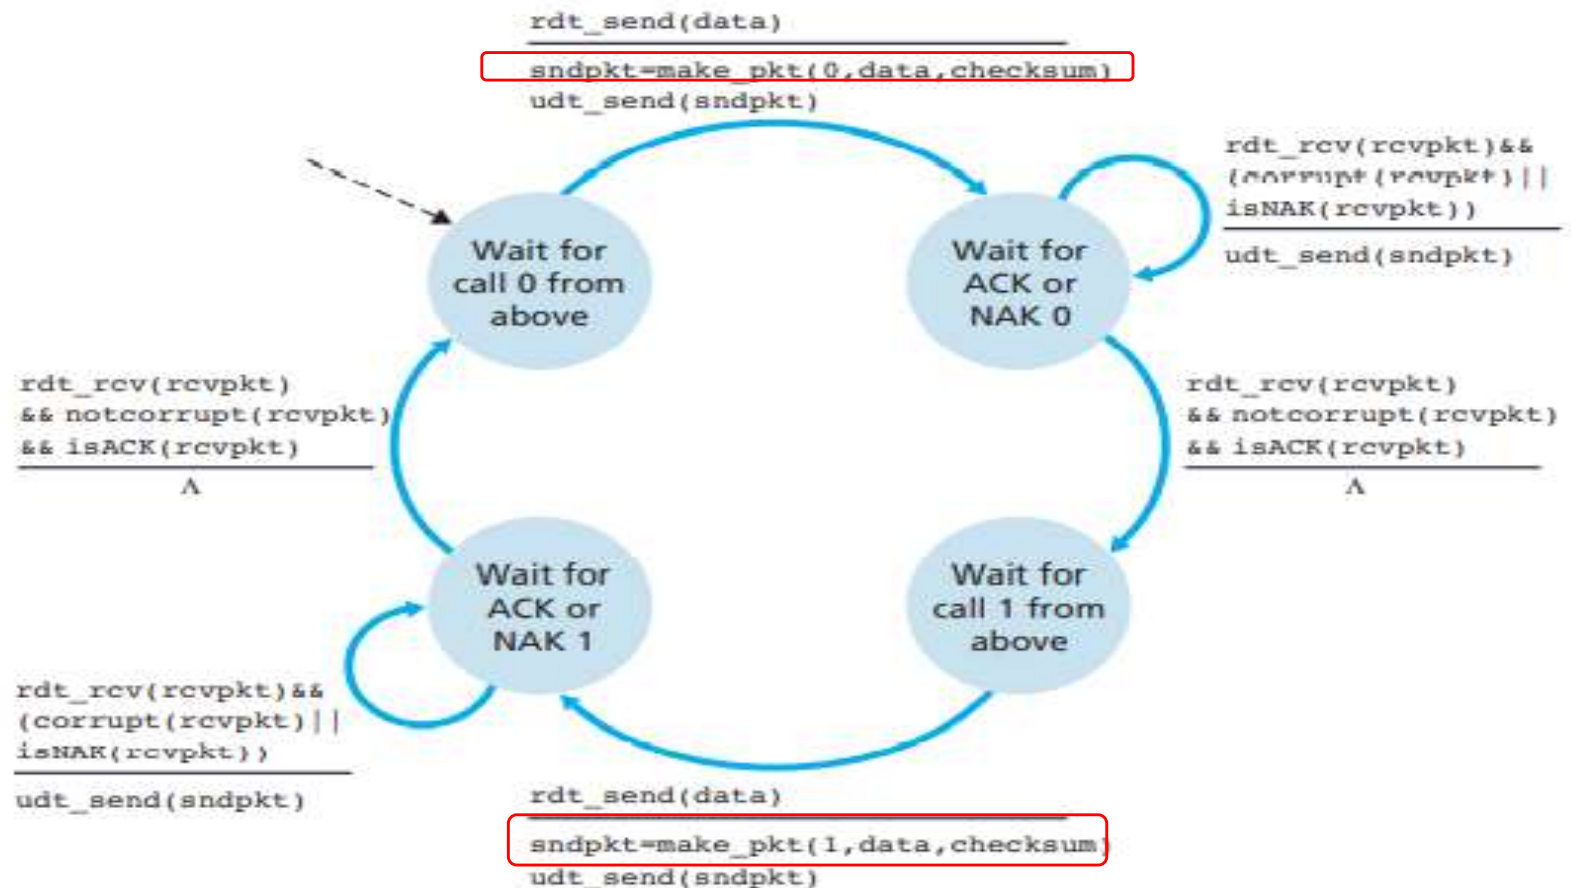 rdt_send(data)
sndpkt=make_pkt(0,data,checksum)
udt_send(sndpkt)
rdt_rcv(rcvpkt)&&
(corrupt(rcvpkt)||
isNAK(rcvpkt))
udt_send(sndpkt)
Wait for
call 0 from
above
Wait for
ACK or
NAK 0
rdt_rcv(rcvpkt)
&& notcorrupt(rcvpkt)
&& isACK(rcvpkt)
Λ
rdt_rcv(rcvpkt)
&& notcorrupt(rcvpkt)
&& isACK(rcvpkt)
Λ
Wait for
ACK or
NAK 1
Wait for
call 1 from
above
rdt_rcv(rcvpkt)&&
(corrupt(rcvpkt)||
isNAK(rcvpkt))
udt_send(sndpkt)
rdt_send(data)
sndpkt=make_pkt(1,data,checksum)
udt_send(sndpkt)